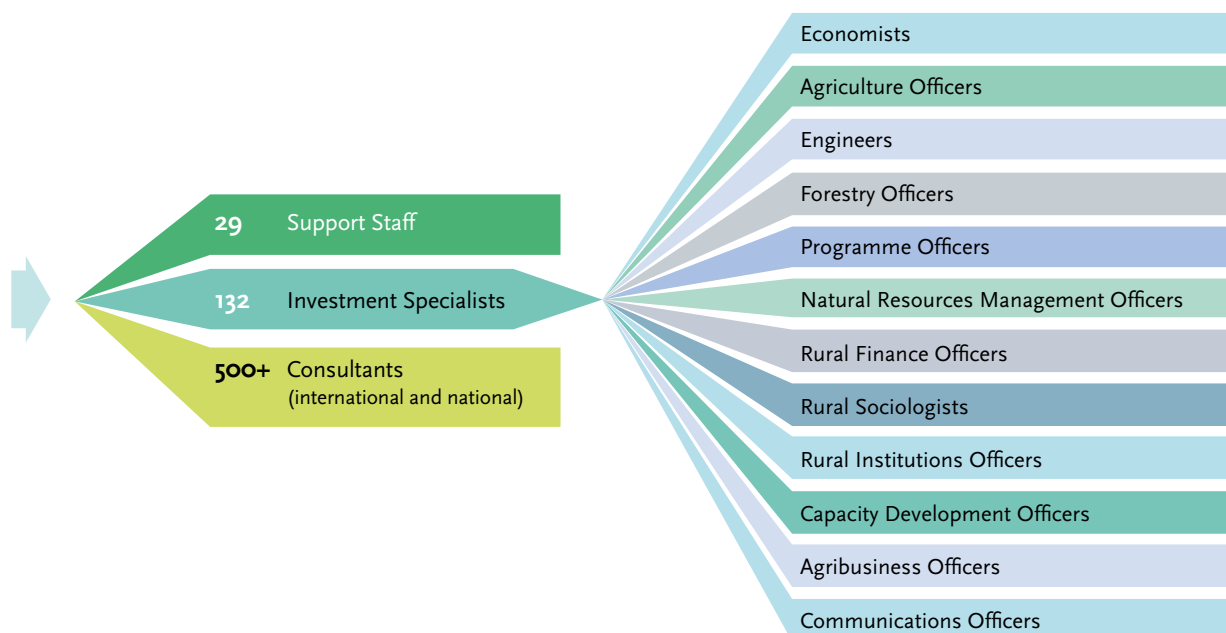 29 Support Staff
132 Investment Specialists
500+ Consultants
(international and national)
Economists
Agriculture Officers
Engineers
Forestry Officers
Programme Officers
Natural Resources Management Officers
Rural Finance Officers
Rural Sociologists
Rural Institutions Officers
Capacity Development Officers
Agribusiness Officers
Communications Officers